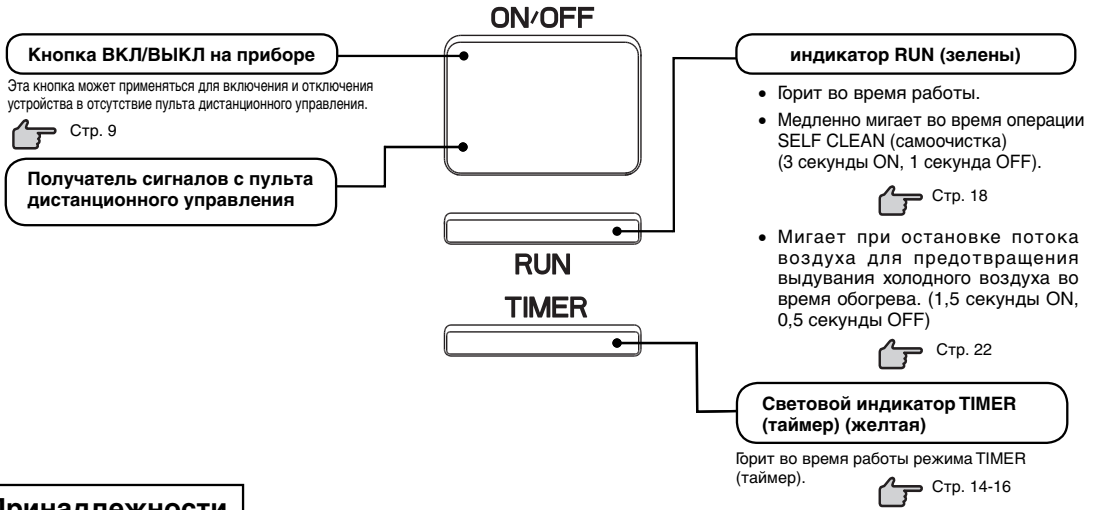 ON/OFF
Кнопка ВКЛ/ВЫКЛ на приборе
Эта кнопка может применяться для включения и отключения
устройства в отсутствие пульта дистанционного управления.
Стр. 9
Получатель сигналов с пульта
дистанционного управления
RUN
TIMER
индикатор RUN (зелены)
• Горит во время работы.
• Медленно мигает во время операции
SELF CLEAN (самоочистка)
(3 секунды ON, 1 секунда OFF).
Стр. 18
• Мигает при остановке потока
воздуха для предотвращения
выдувания холодного воздуха во
время обогрева. (1,5 секунды ON,
0,5 секунды OFF)
Стр. 22
Световой индикатор TIMER
(таймер) (желтая)
Горит во время работы режима TIMER
(таймер).
Стр. 14-16
Принадлежности